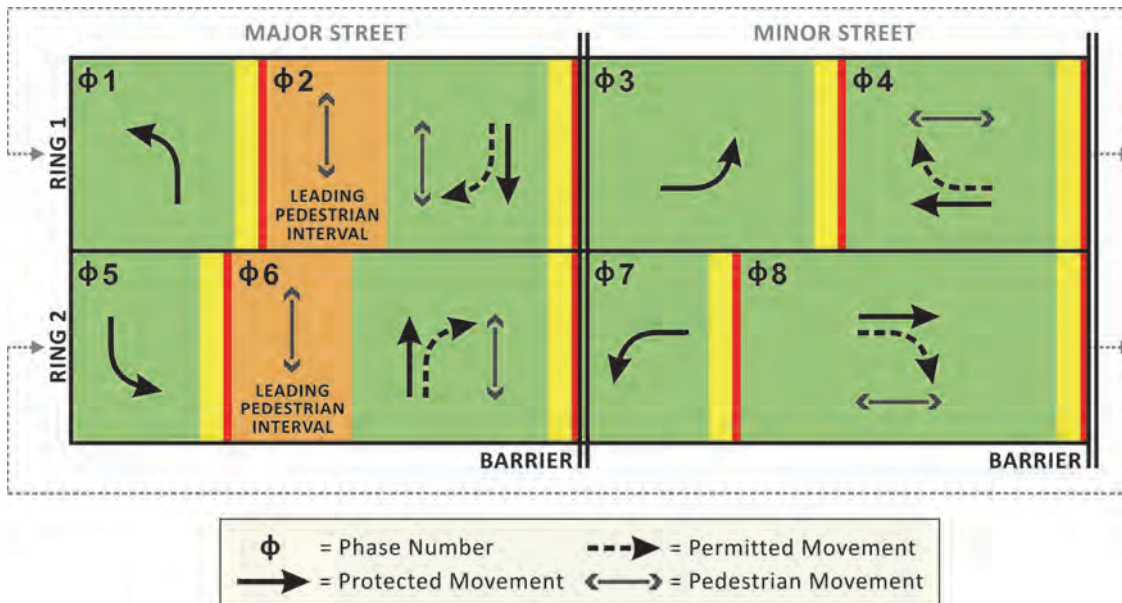 MAJOR STREET
MINOR STREET
RING 1
ϕ1
ϕ2
LEADING
PEDESTRIAN
INTERVAL
ϕ3
ϕ4
RING 2
ϕ5
ϕ6
LEADING
PEDESTRIAN
INTERVAL
ϕ7
ϕ8
BARRIER
BARRIER
ϕ = Phase Number
= Permitted Movement
= Protected Movement
= Pedestrian Movement